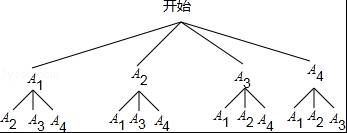 开始
A₁ A₂ A₃ A₄
A₂ A₃ A₄ A₁ A₃ A₄ A₁ A₂ A₄ A₁ A₂ A₃